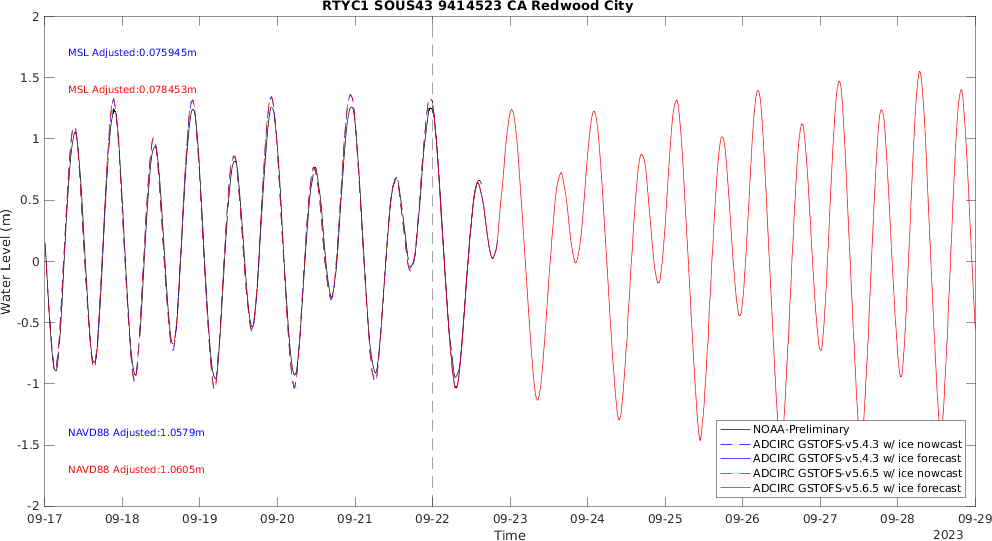 RTYC1 SOUS43 9414523 CA Redwood City
2
MSL Adjusted:0.075945m
1.5
MSL Adjusted:0.078453m
1
0.5
Water Level (m)
0
-0.5
-1
NOAA-Preliminary
NAVD88 Adjusted:1.0579m
-1.5
ADCIRC GSTOFS-v5.4.3 w/ ice nowcast
ADCIRC GSTOFS-v5.4.3 w/ ice forecast
NAVD88 Adjusted:1.0605m
ADCIRC GSTOFS-v5.6.5 w/ ice nowcast
ADCIRC GSTOFS-v5.6.5 w/ ice forecast
-2
09-17 09-18 09-19 09-20 09-21 09-22 09-23 09-24 09-25 09-26 09-27 09-28 09-29
Time
2023